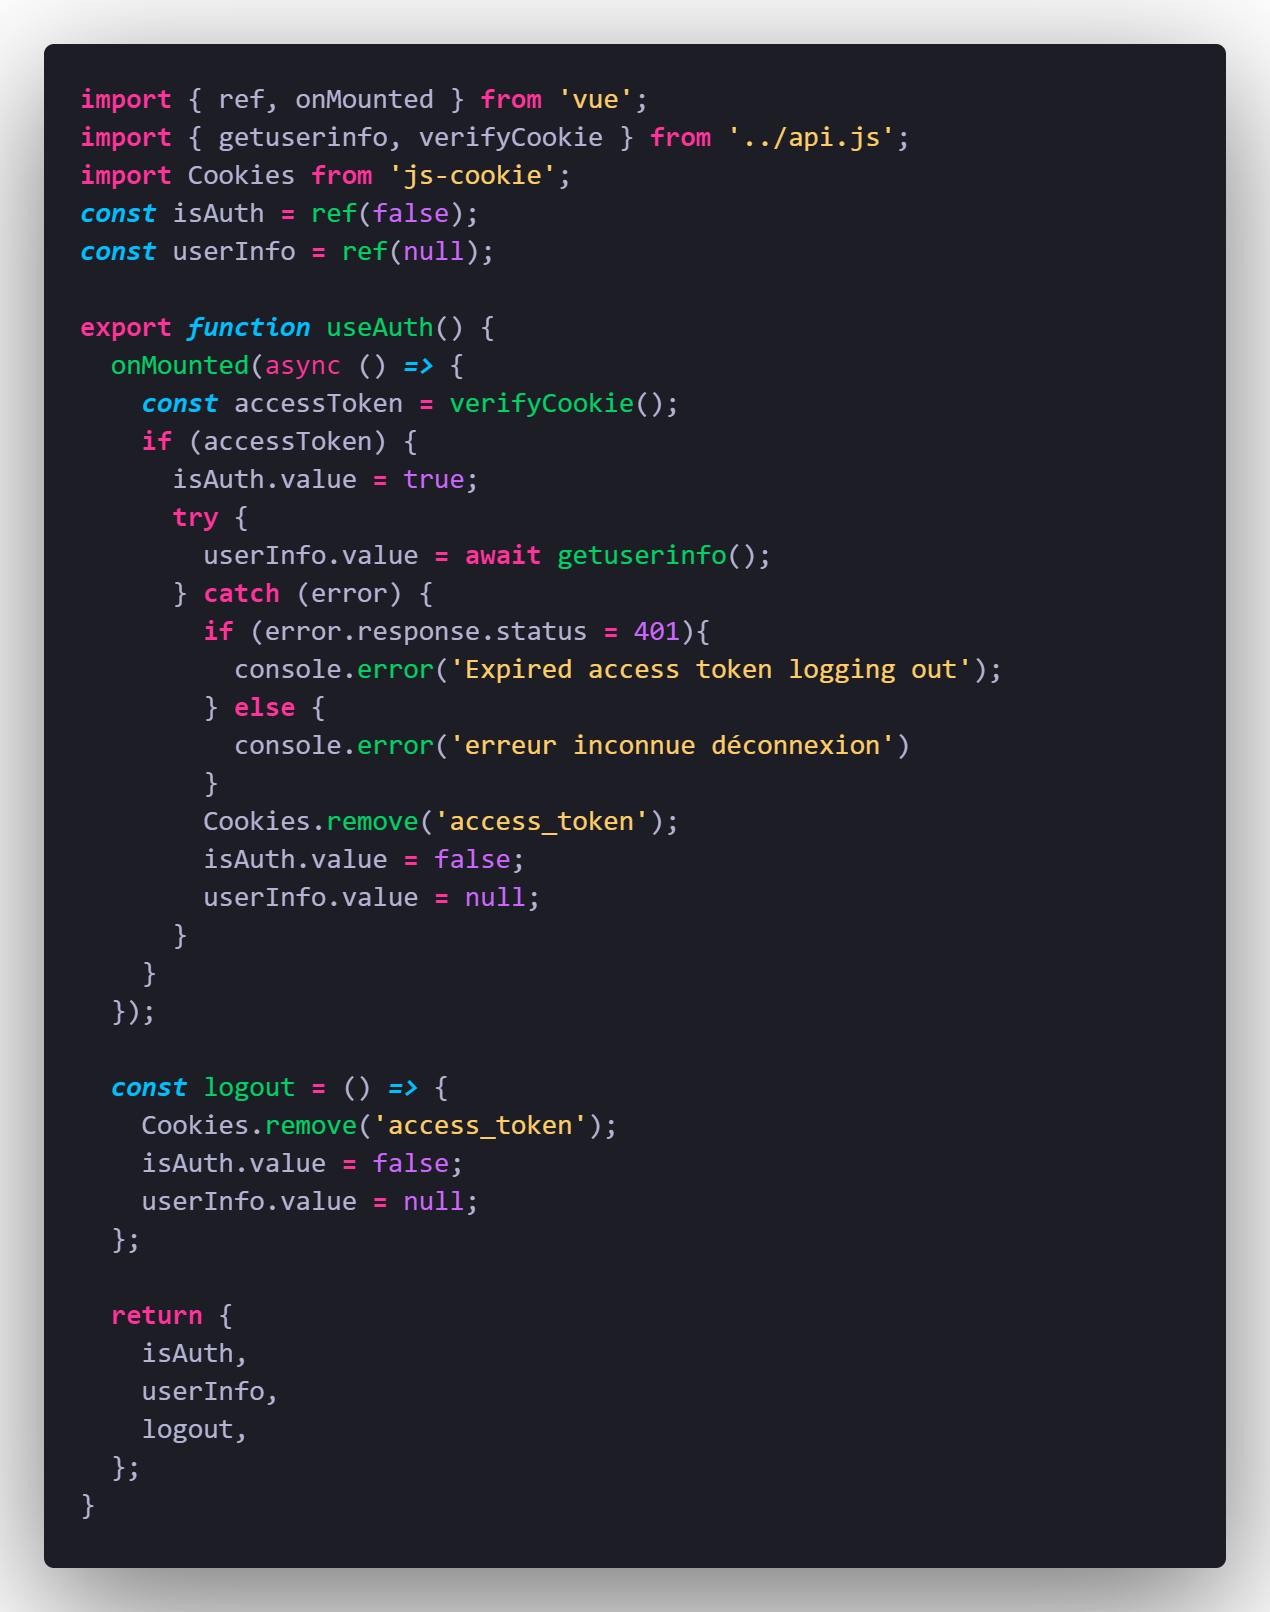 import { ref, onMounted } from 'vue';
import { getuserinfo, verifyCookie } from '../api.js';
import Cookies from 'js-cookie';
const isAuth = ref(false);
const userInfo = ref(null);

export function useAuth() {
  onMounted(async () => {
    const accessToken = verifyCookie();
    if (accessToken) {
      isAuth.value = true;
      try {
        userInfo.value = await getuserinfo();
      } catch (error) {
        if (error.response.status = 401){
          console.error('Expired access token logging out');
        } else {
          console.error('erreur inconnue déconnexion')
        }
        Cookies.remove('access_token');
        isAuth.value = false;
        userInfo.value = null;
      }
    }
  });

  const logout = () => {
    Cookies.remove('access_token');
    isAuth.value = false;
    userInfo.value = null;
  };

  return {
    isAuth,
    userInfo,
    logout,
  };
}